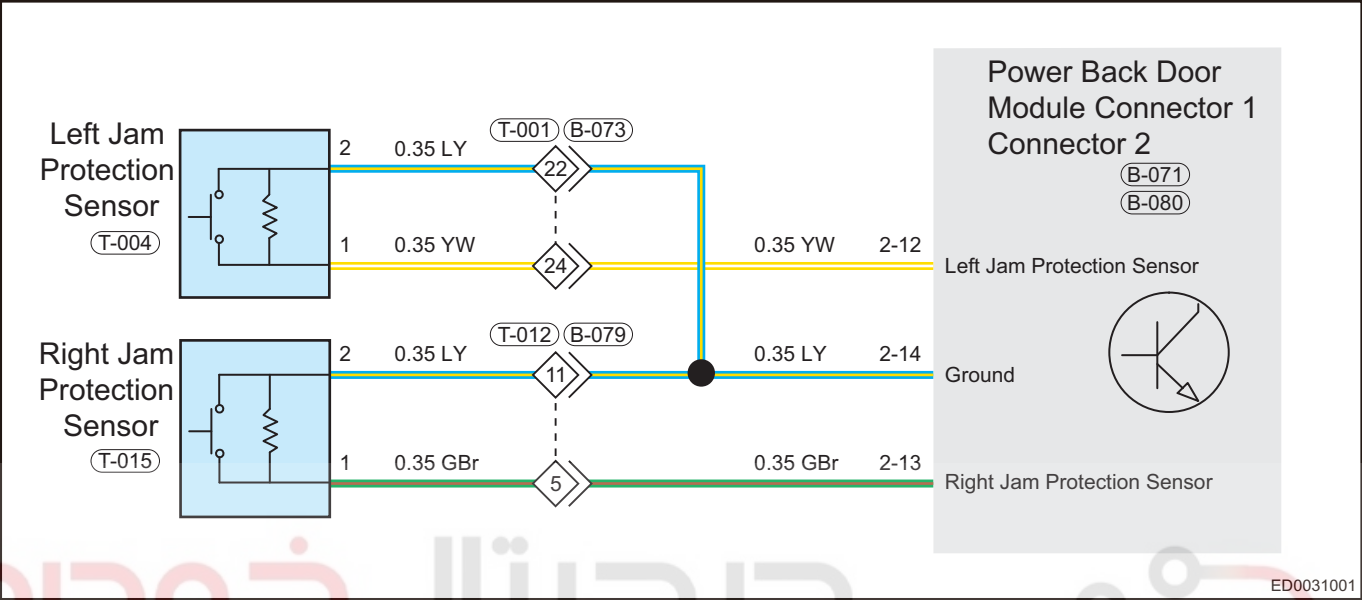 Power Back Door
Module Connector 1
Connector 2
B-071
B-080
Left Jam
Protection
Sensor
T-004
2
0.35 LY
T-001
B-073
22
1
0.35 YW
24
0.35 YW
2-12
Left Jam Protection Sensor
Right Jam
Protection
Sensor
T-015
2
0.35 LY
T-012
B-079
11
0.35 LY
2-14
Ground
1
0.35 GBr
5
0.35 GBr
2-13
Right Jam Protection Sensor
ED0031001